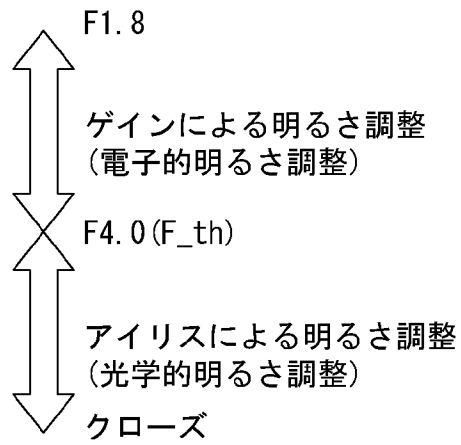 F1.8
ゲインによる明るさ調整
(電子的明るさ調整)
F4.0(F_th)
アイリスによる明るさ調整
(光学的明るさ調整)
クローズ